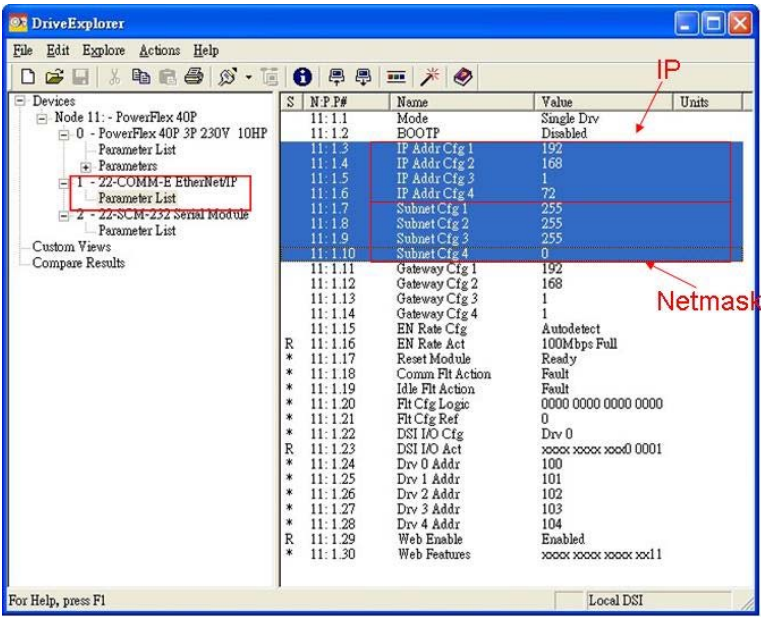 DriveExplorer
File Edit Explore Actions Help
IP
Devices
Node 11: - PowerFlex 40P
0 - PowerFlex 40P 3P 230V 10HP
Parameter List
Parameters
1 - 22-COMM-E EtherNet/IP
Parameter List
2 - 22-SCM-232 Serial Module
Parameter List
Custom Views
Compare Results
S N:P.P# Name Value Units
11: 1.1 Mode Single Drv
11: 1.2 BOOTP Disabled
11: 1.3 IP Addr Cfg 1 192
11: 1.4 IP Addr Cfg 2 168
11: 1.5 IP Addr Cfg 3 1
11: 1.6 IP Addr Cfg 4 72
11: 1.7 Subnet Cfg 1 255
11: 1.8 Subnet Cfg 2 255
11: 1.9 Subnet Cfg 3 255
11: 1.10 Subnet Cfg 4 0
11: 1.11 Gateway Cfg 1 192
11: 1.12 Gateway Cfg 2 168
11: 1.13 Gateway Cfg 3 1
11: 1.14 Gateway Cfg 4 1
Netmask
11: 1.15 EN Rate Cfg Autodetect
R 11: 1.16 EN Rate Act 100Mbps Full
* 11: 1.17 Reset Module Ready
* 11: 1.18 Comm Flt Action Fault
* 11: 1.19 Idle Flt Action Fault
* 11: 1.20 Flt Cfg Logic 0000 0000 0000 0000
* 11: 1.21 Flt Cfg Ref 0
* 11: 1.22 DSI I/O Cfg Drv 0
R 11: 1.23 DSI I/O Act xxxx xxxx xxx0 0001
* 11: 1.24 Drv 0 Addr 100
* 11: 1.25 Drv 1 Addr 101
* 11: 1.26 Drv 2 Addr 102
* 11: 1.27 Drv 3 Addr 103
* 11: 1.28 Drv 4 Addr 104
R 11: 1.29 Web Enable Enabled
* 11: 1.30 Web Features xxxx xxxx xxxx xx11
For Help, press F1 Local DSI